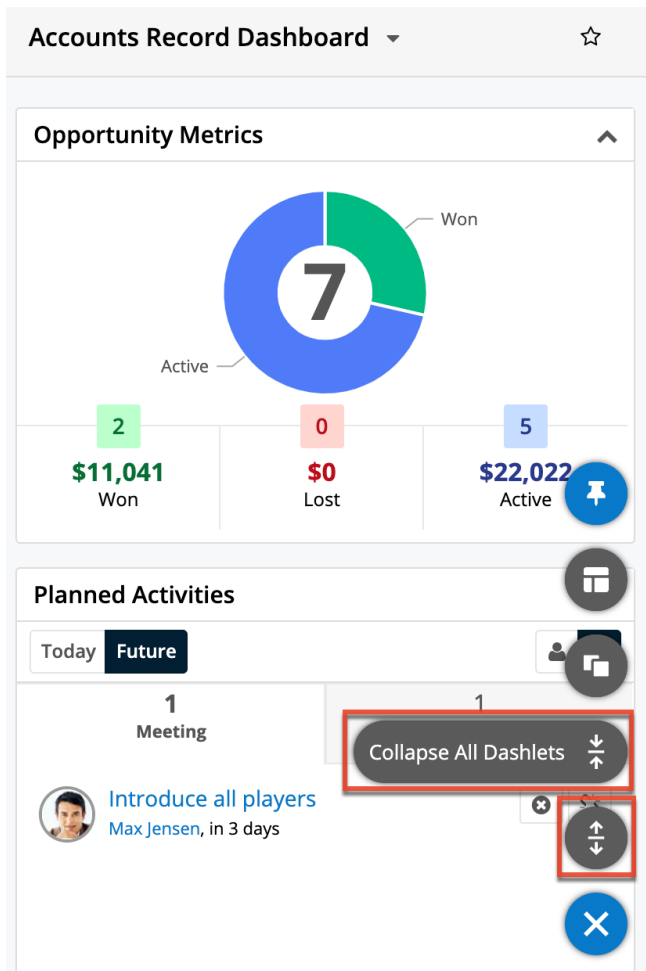 Accounts Record Dashboard
Opportunity Metrics
Won
7
Active
2 0 5
$11,041 $0 $22,022
Won Lost Active
Planned Activities
Today Future
1 1
Meeting
Collapse All Dashlets
Introduce all players
Max Jensen, in 3 days